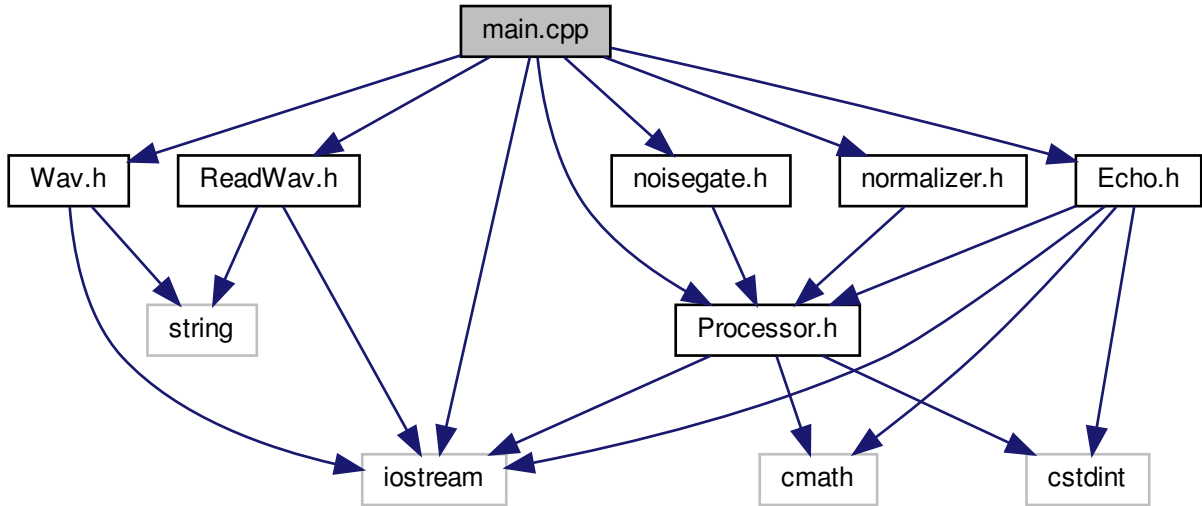 main.cpp
Wav.h
ReadWav.h
noisegate.h
normalizer.h
Echo.h
string
Processor.h
iostream
cmath
cstdint